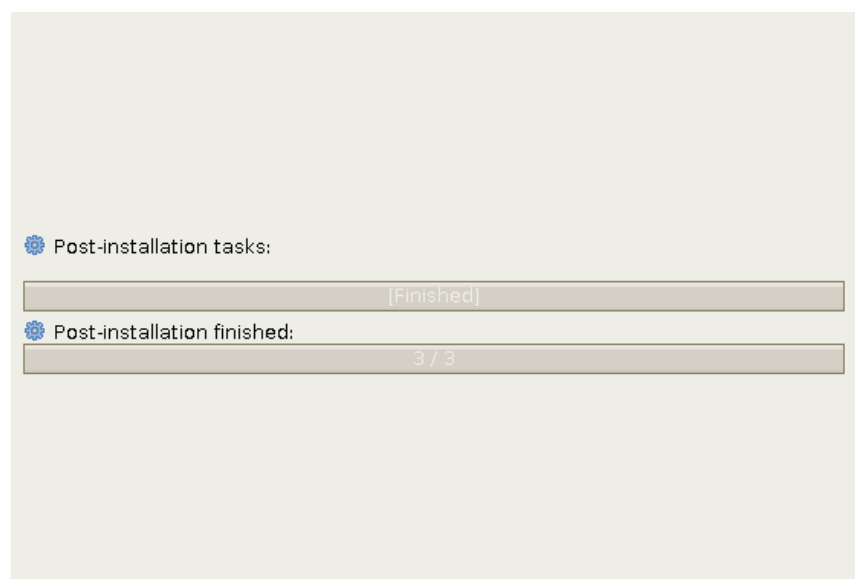 Post-installation tasks:
[Finished]
Post-installation finished:
3 / 3